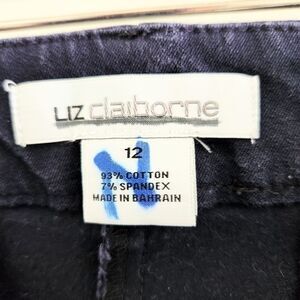 LIZ claiborne
12
93% COTTON
7% SPANDEX
MADE IN BAHRAIN